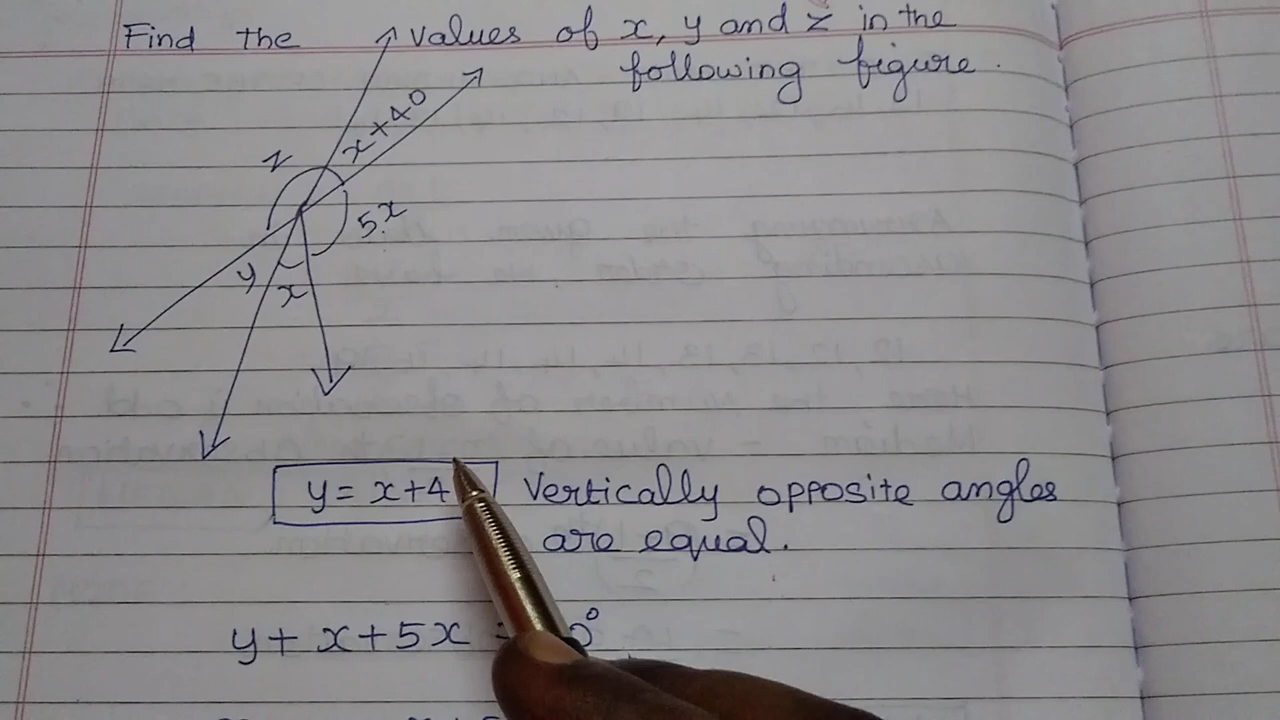 Find the values of x, y and z in the
following figure.
x+40
z
5x
y
x
y = x+4
Vertically opposite angles
are equal.
y + x + 5x =